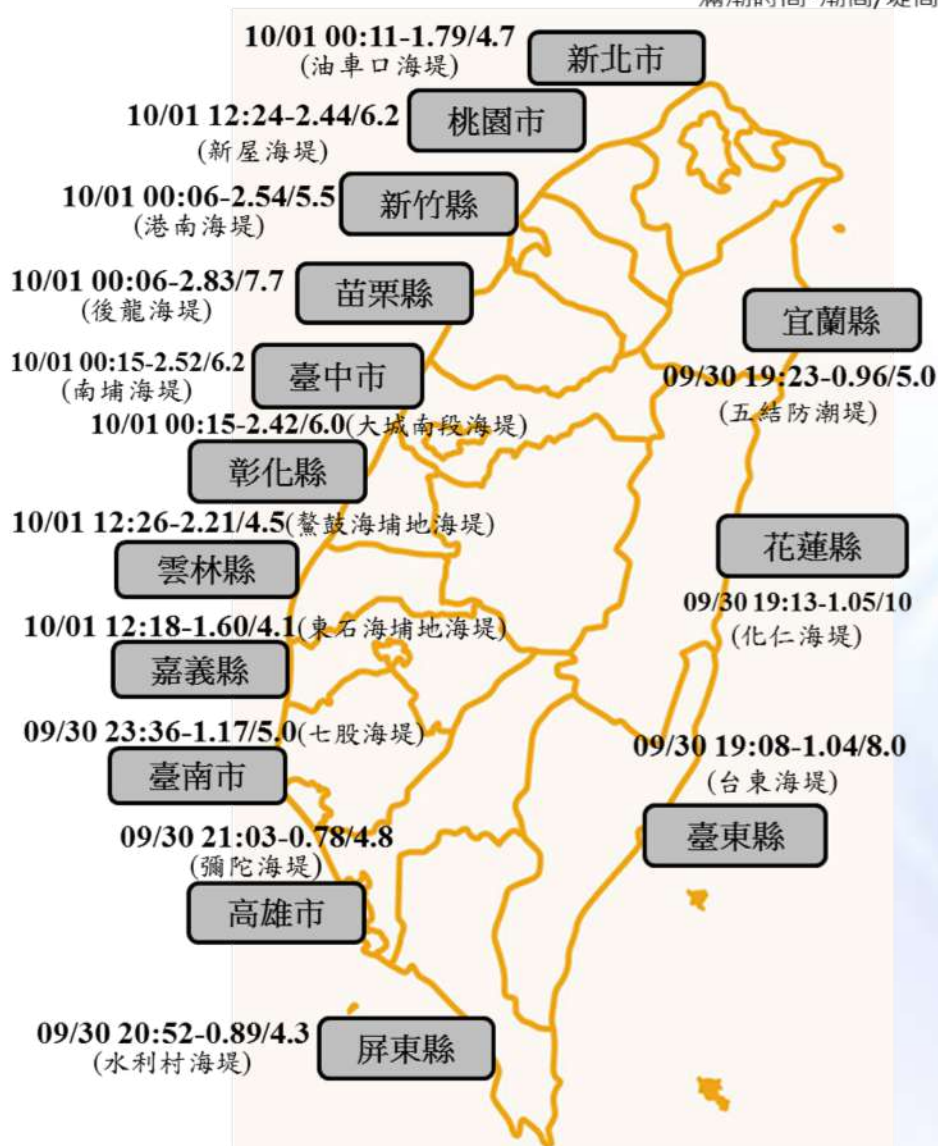 滿潮時間-潮高/堤高
10/01 00:11-1.79/4.7
(油車口海堤)
新北市
10/01 12:24-2.44/6.2
(新屋海堤)
桃園市
10/01 00:06-2.54/5.5
(港南海堤)
新竹縣
10/01 00:06-2.83/7.7
(後龍海堤)
苗栗縣
宜蘭縣
09/30 19:23-0.96/5.0
(五結防潮堤)
10/01 00:15-2.52/6.2
(南埔海堤)
臺中市
10/01 00:15-2.42/6.0(大城南段海堤)
彰化縣
10/01 12:26-2.21/4.5(鰲鼓海埔地海堤)
雲林縣
花蓮縣
09/30 19:13-1.05/10
(化仁海堤)
10/01 12:18-1.60/4.1(東石海埔地海堤)
嘉義縣
09/30 23:36-1.17/5.0(七股海堤)
臺南市
09/30 19:08-1.04/8.0
(台東海堤)
臺東縣
09/30 21:03-0.78/4.8
(彌陀海堤)
高雄市
09/30 20:52-0.89/4.3
(水利村海堤)
屏東縣